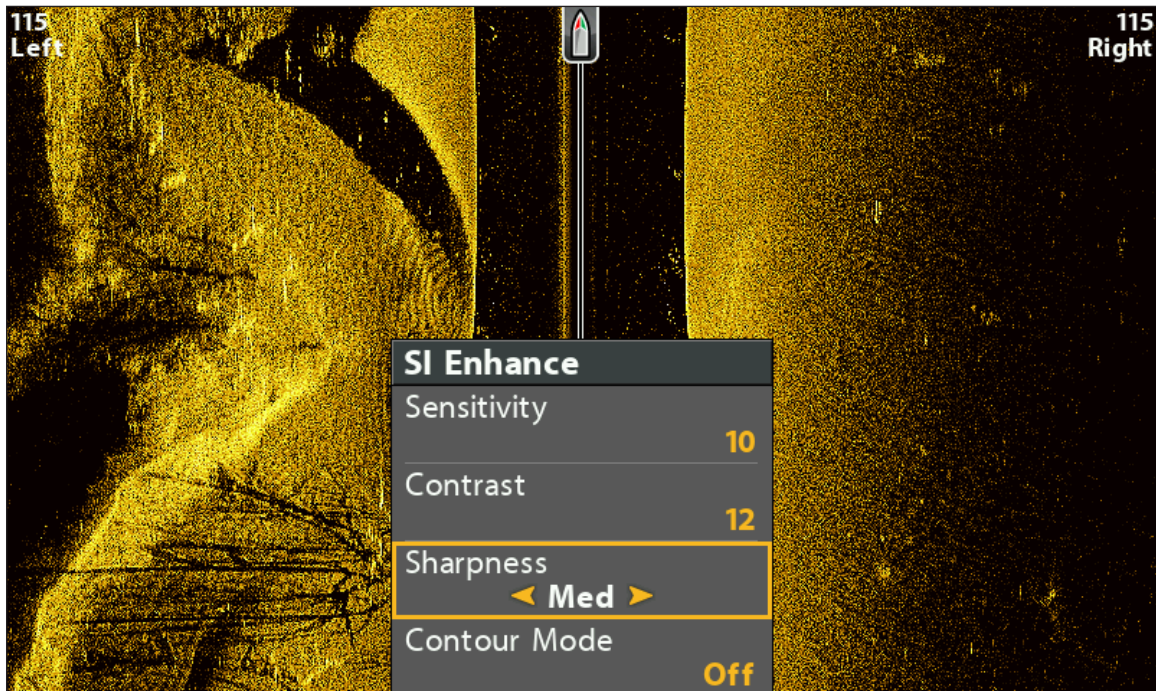 115
Left
115
Right
SI Enhance
Sensitivity
10
Contrast
12
Sharpness
Med
Contour Mode
Off